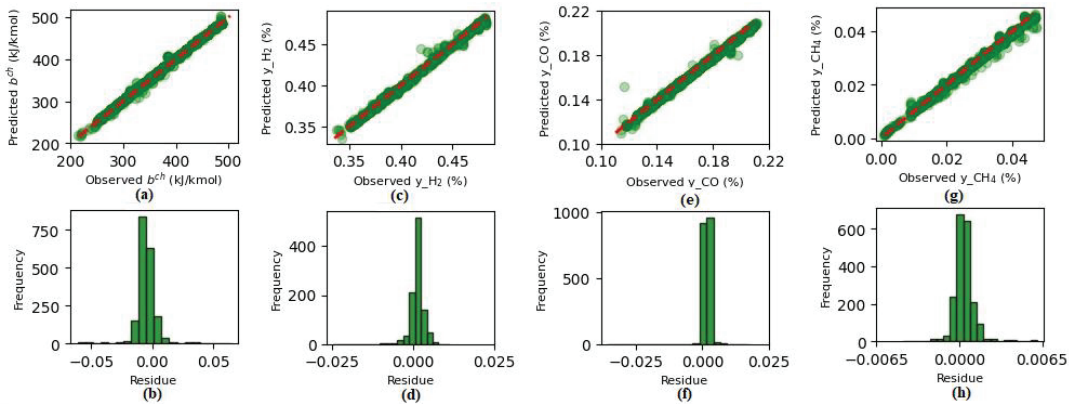 500
400
300
200
Predicted b^ch (kJ/kmol)
200 300 400 500
Observed b^ch (kJ/kmol)
(a)
0.45
0.35
Predicted y_H₂ (%)
0.35 0.40 0.45
Observed y_H₂ (%)
(c)
0.22
0.18
0.14
0.10
Predicted y_CO (%)
0.10 0.14 0.18 0.22
Observed y_CO (%)
(e)
0.04
0.02
0.00
Predicted y_CH₄ (%)
0.00 0.02 0.04
Observed y_CH₄ (%)
(g)
750
500
250
0
Frequency
−0.05 0.00 0.05
Residue
(b)
400
200
0
Frequency
−0.025 0.000 0.025
Residue
(d)
1000
500
0
Frequency
−0.025 0.000 0.025
Residue
(f)
600
400
200
0
Frequency
−0.0065 0.0000 0.0065
Residue
(h)